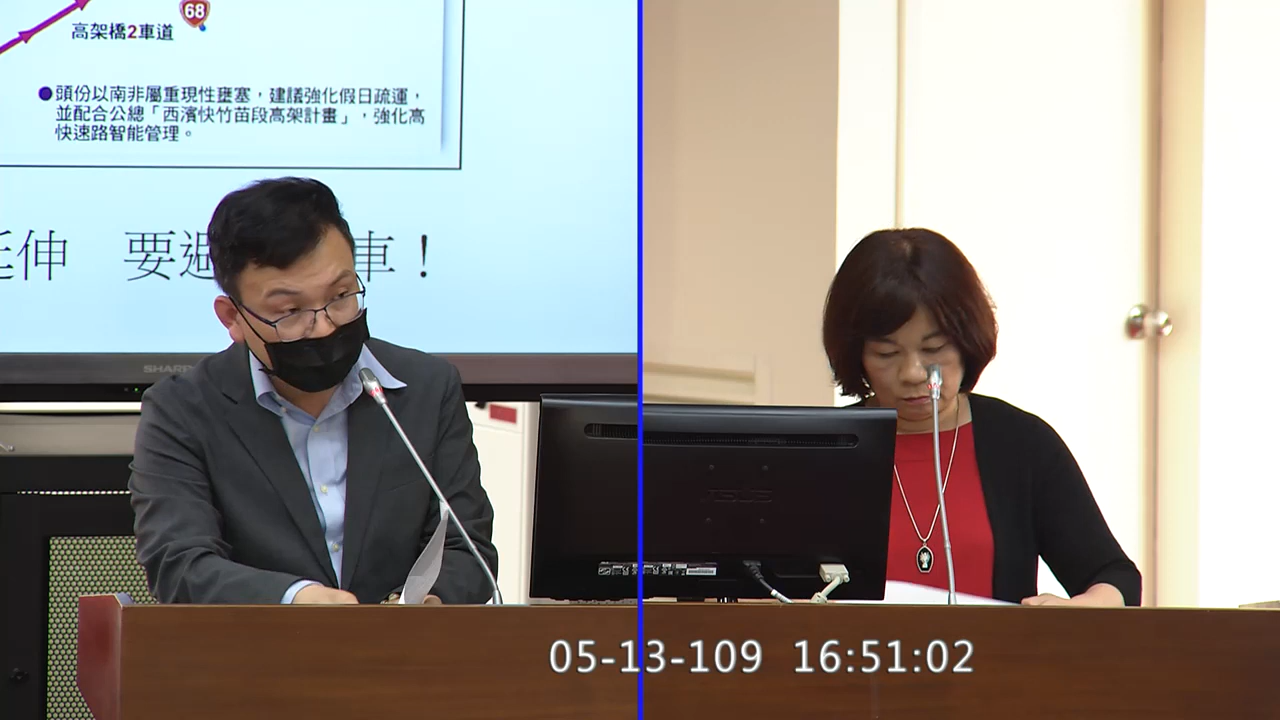 68
高架橋2車道
●頭份以南非屬重現性壅塞，建議強化假日疏運，
並配合公總「西濱快竹苗段高架計畫」，強化高
快速路智能管理。
延伸 要過 車！
SHARP
ASUS
05-13-109 16:51:02